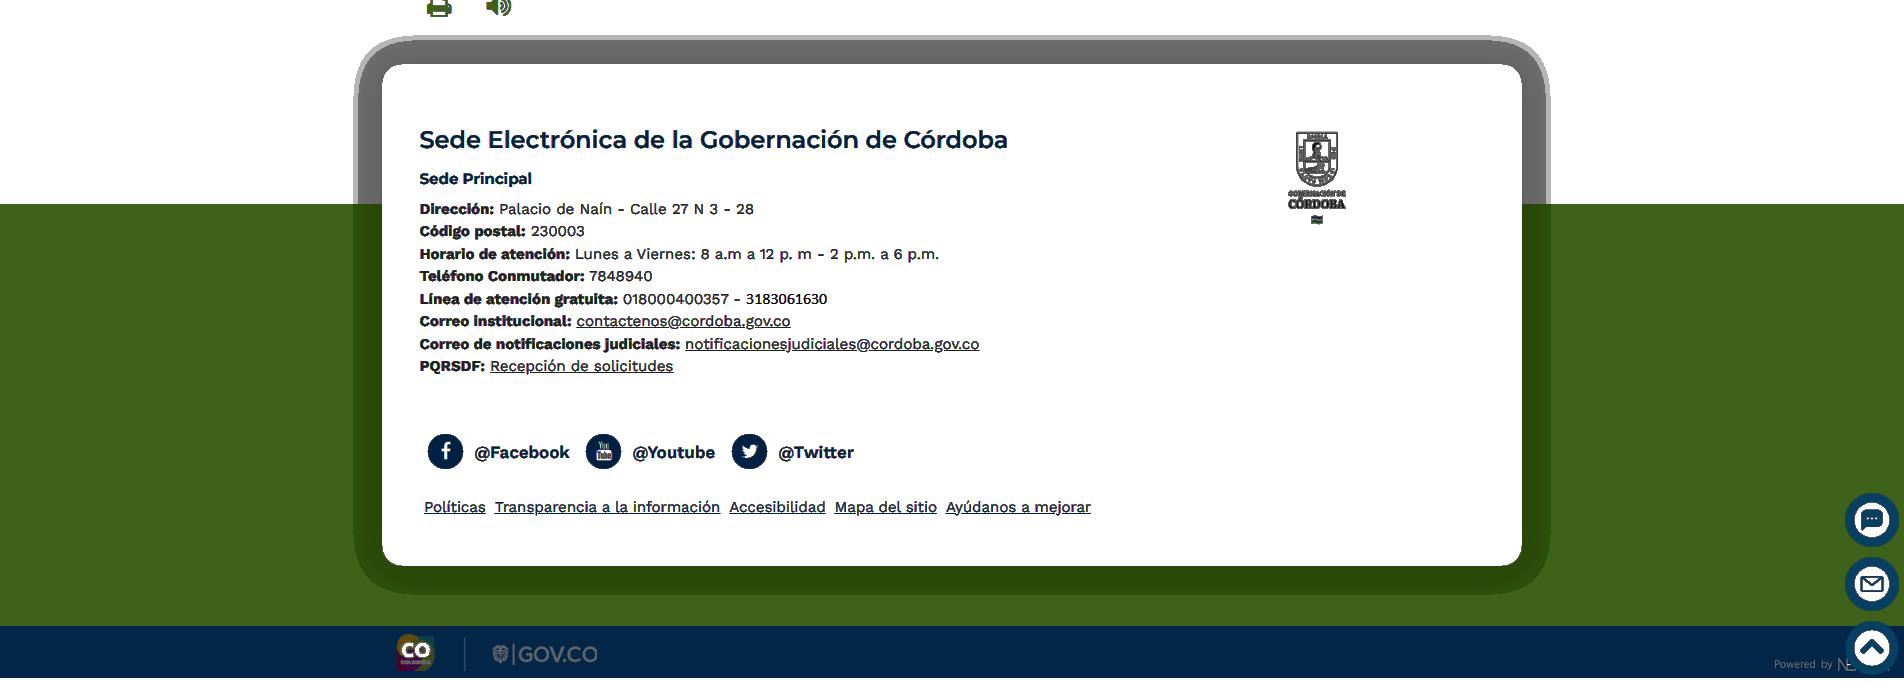 Sede Electrónica de la Gobernación de Córdoba
GOBERNACIÓN DE
CÓRDOBA
Sede Principal
Dirección: Palacio de Naín - Calle 27 N 3 - 28
Código postal: 230003
Horario de atención: Lunes a Viernes: 8 a.m a 12 p. m - 2 p.m. a 6 p.m.
Teléfono Conmutador: 7848940
Línea de atención gratuita: 018000400357 - 3183061630
Correo institucional: contactenos@cordoba.gov.co
Correo de notificaciones judiciales: notificacionesjudiciales@cordoba.gov.co
PQRSDF: Recepción de solicitudes
@Facebook You Tube @Youtube @Twitter
Políticas Transparencia a la información Accesibilidad Mapa del sitio Ayúdanos a mejorar
CO
COLOMBIA
GOV.CO
Powered by